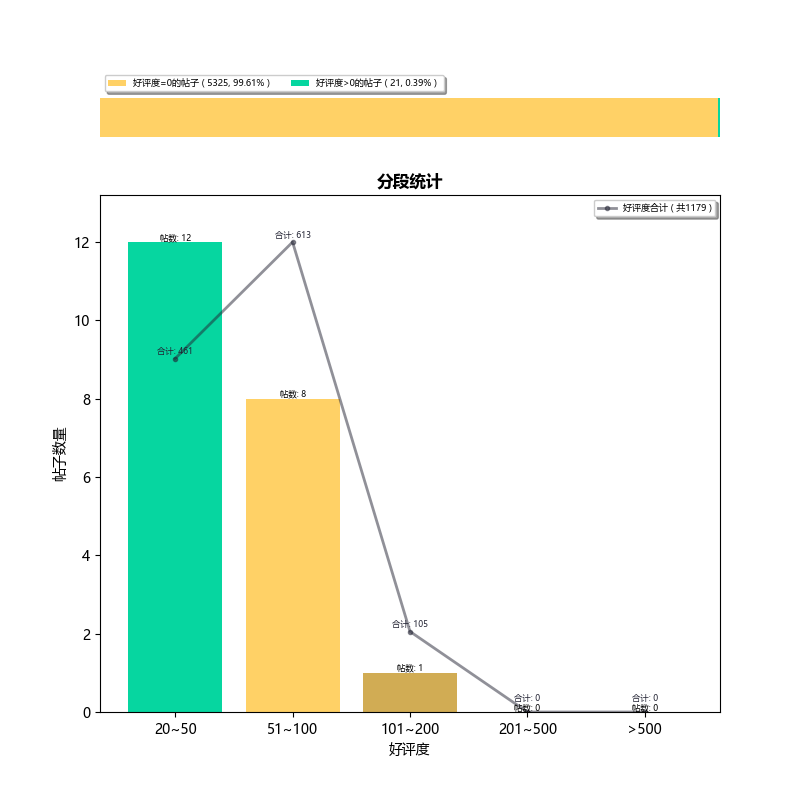 好评度=0的帖子 ( 5325, 99.61% ) 好评度>0的帖子 ( 21, 0.39% )
分段统计
好评度合计 ( 共1179 )
帖数: 12
合计: 613
合计: 461
帖数: 8
合计: 105
帖数: 1
合计: 0
帖数: 0
合计: 0
帖数: 0
12
10
8
6
4
2
0
帖子数量
20~50 51~100 101~200 201~500 >500
好评度